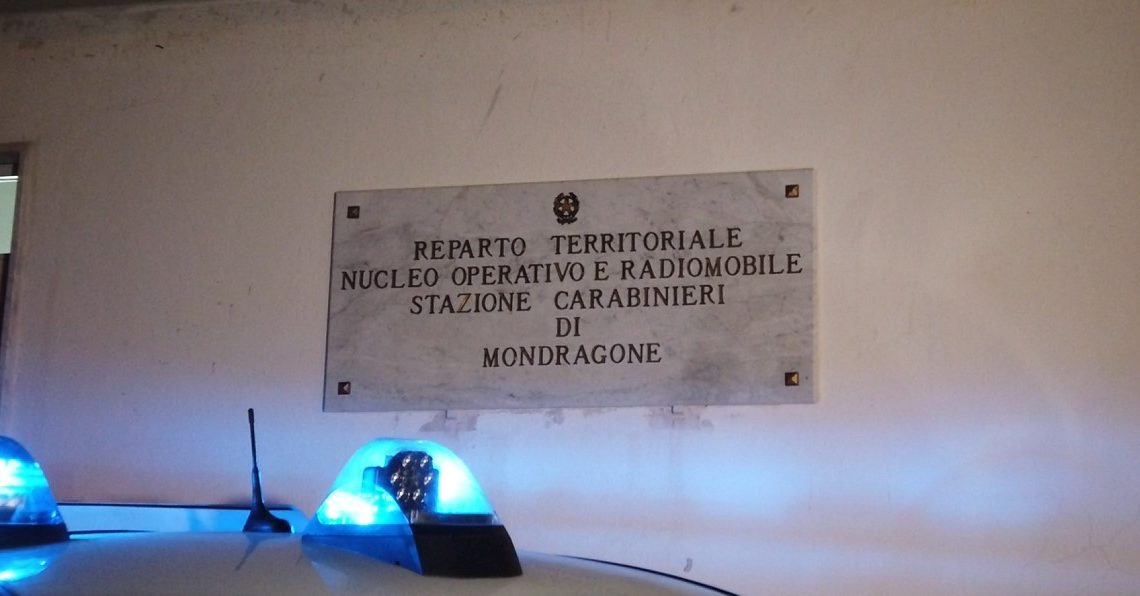 REPARTO TERRITORIALE
NUCLEO OPERATIVO E RADIOMOBILE
STAZIONE CARABINIERI
DI
MONDRAGONE